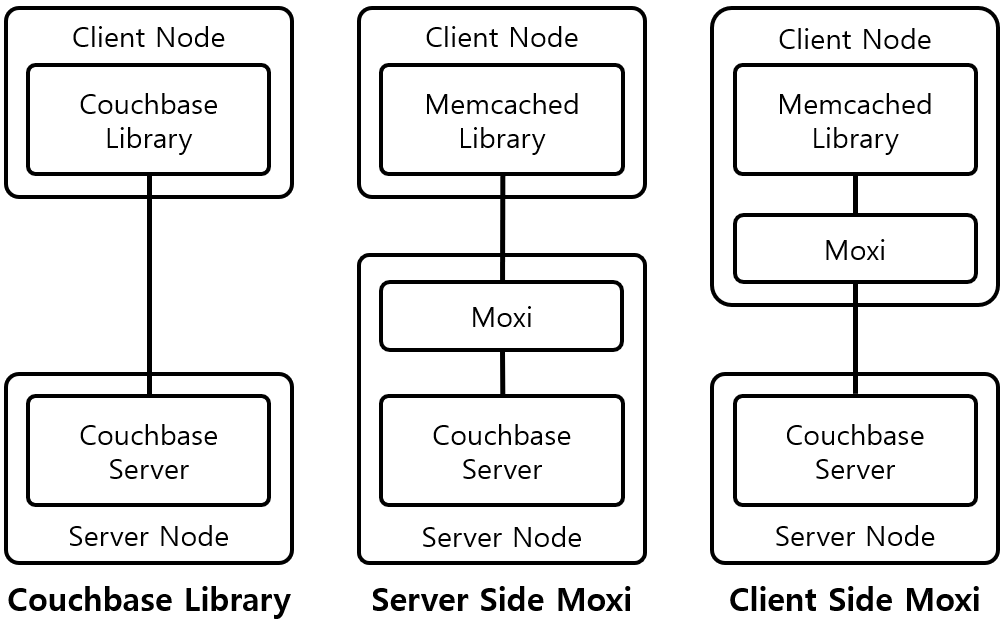 Client Node
Couchbase
Library
Couchbase
Server
Server Node
Couchbase Library
Client Node
Memcached
Library
Moxi
Couchbase
Server
Server Node
Server Side Moxi
Client Node
Memcached
Library
Moxi
Couchbase
Server
Server Node
Client Side Moxi